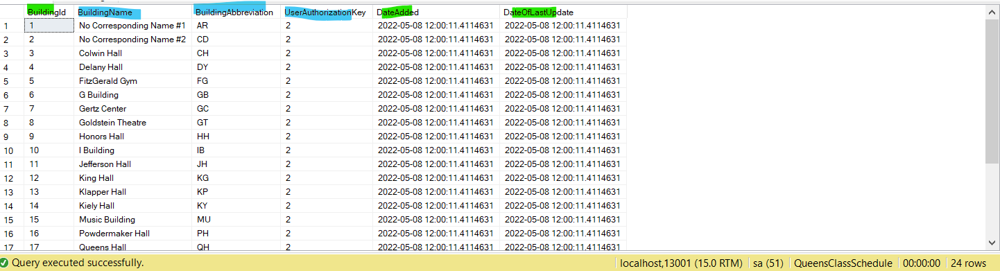 BuildingId BuildingName BuildingAbbreviation UserAuthorizationKey DateAdded DateOfLastUpdate
1 1 No Corresponding Name #1 AR 2 2022-05-08 12:00:11.4114631 2022-05-08 12:00:11.4114631
2 2 No Corresponding Name #2 CD 2 2022-05-08 12:00:11.4114631 2022-05-08 12:00:11.4114631
3 3 Colwin Hall CH 2 2022-05-08 12:00:11.4114631 2022-05-08 12:00:11.4114631
4 4 Delany Hall DY 2 2022-05-08 12:00:11.4114631 2022-05-08 12:00:11.4114631
5 5 FitzGerald Gym FG 2 2022-05-08 12:00:11.4114631 2022-05-08 12:00:11.4114631
6 6 G Building GB 2 2022-05-08 12:00:11.4114631 2022-05-08 12:00:11.4114631
7 7 Gertz Center GC 2 2022-05-08 12:00:11.4114631 2022-05-08 12:00:11.4114631
8 8 Goldstein Theatre GT 2 2022-05-08 12:00:11.4114631 2022-05-08 12:00:11.4114631
9 9 Honors Hall HH 2 2022-05-08 12:00:11.4114631 2022-05-08 12:00:11.4114631
10 10 I Building IB 2 2022-05-08 12:00:11.4114631 2022-05-08 12:00:11.4114631
11 11 Jefferson Hall JH 2 2022-05-08 12:00:11.4114631 2022-05-08 12:00:11.4114631
12 12 King Hall KG 2 2022-05-08 12:00:11.4114631 2022-05-08 12:00:11.4114631
13 13 Klapper Hall KP 2 2022-05-08 12:00:11.4114631 2022-05-08 12:00:11.4114631
14 14 Kiely Hall KY 2 2022-05-08 12:00:11.4114631 2022-05-08 12:00:11.4114631
15 15 Music Building MU 2 2022-05-08 12:00:11.4114631 2022-05-08 12:00:11.4114631
16 16 Powdermaker Hall PH 2 2022-05-08 12:00:11.4114631 2022-05-08 12:00:11.4114631
17 17 Queens Hall QH 2 2022-05-08 12:00:11.4114631 2022-05-08 12:00:11.4114631
Query executed successfully. localhost,13001 (15.0 RTM) sa (51) QueensClassSchedule 00:00:00 24 rows